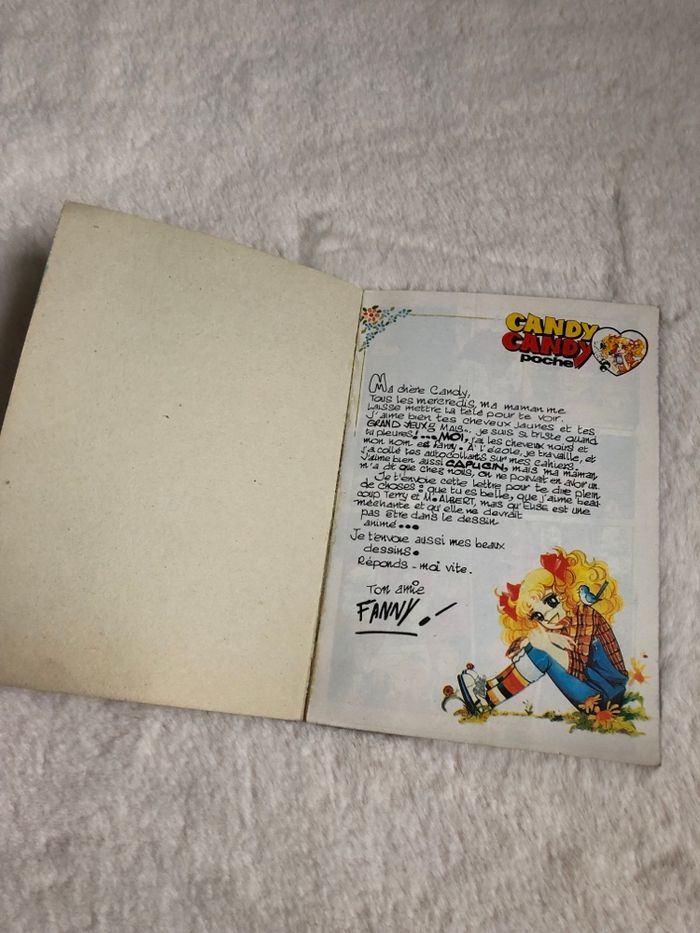 CANDY
CANDY
poche
Ma chère Candy,
Tous les mercredis, ma maman me
laisse mettre la télé pour te voir.
J'aime bien tes cheveux jaunes et tes
GRAND YEUX MAIS... je suis si triste quand
tu pleures!... MOI, j'ai les cheveux noirs et
mon nom est Fanny. A l'école, je travaille, et
j'ai collé tes autocollants sur mes cahiers.
J'aime bien aussi CAPUCIN, mais ma maman
m'a dit que chez nous, on ne pouvait en avoir un.
Je t'envoie cette lettre pour te dire plein
de choses : que tu es belle, que j'aime beau-
coup Terry et M. ALBERT, mais qu'Elise est une
méchante et qu'elle ne devrait
pas être dans le dessin
animé...
Je t'envoie aussi mes beaux
dessins.
Réponds-moi vite.
Ton amie
FANNY!